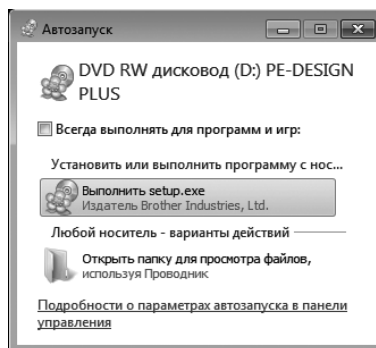 Автозапуск
DVD RW дисковод (D:) PE-DESIGN
PLUS
Всегда выполнять для программ и игр:
Установить или выполнить программу с нос...
Выполнить setup.exe
Издатель Brother Industries, Ltd.
Любой носитель - варианты действий
Открыть папку для просмотра файлов,
используя Проводник
Подробности о параметрах автозапуска в панели
управления